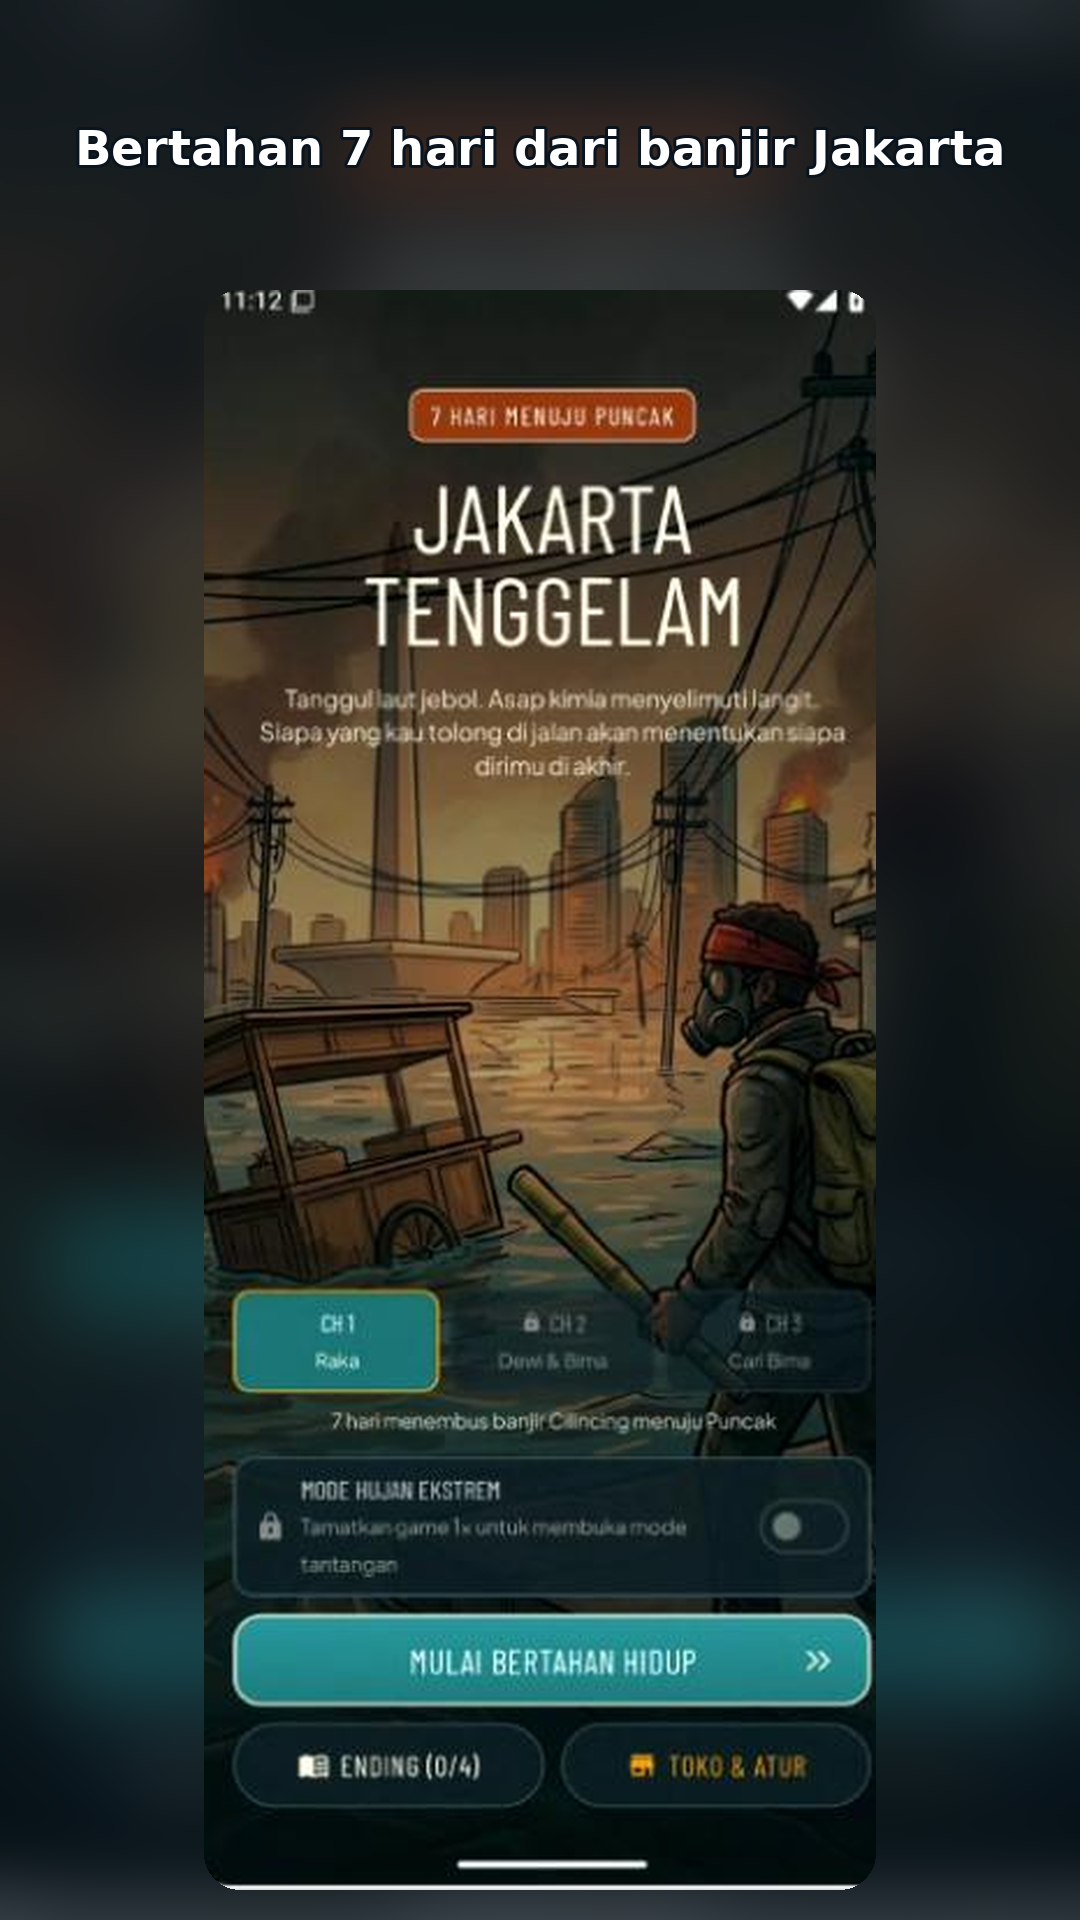 Bertahan 7 hari dari banjir Jakarta
11:12
7 HARI MENUJU PUNCAK
JAKARTA
TENGGELAM
Tanggul laut jebol. Asap kimia menyelimuti langit.
Siapa yang kau tolong di jalan akan menentukan siapa
dirimu di akhir.
CH 1
Raka
CH 2
Dewi & Bima
CH 3
Cari Bima
7 hari menembus banjir Cilincing menuju Puncak
MODE HUJAN EKSTREM
Tamatkan game 1x untuk membuka mode
tantangan
MULAI BERTAHAN HIDUP
ENDING (0/4)
TOKO & ATUR